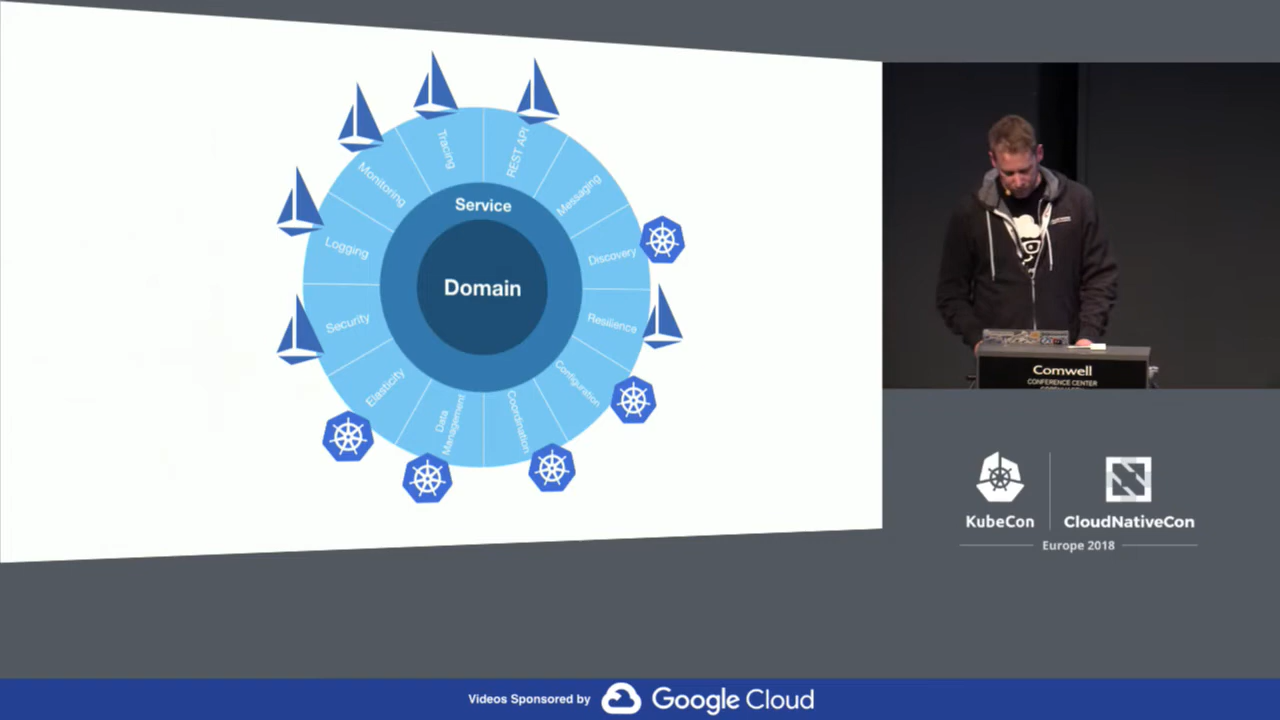 Tracing
REST API
Monitoring
Messaging
Service
Logging
Discovery
Domain
Security
Resilience
Elasticity
Configuration
Data
Management
Coordination
Comwell
CONFERENCE CENTER
KubeCon
CloudNativeCon
Europe 2018
Videos Sponsored by Google Cloud